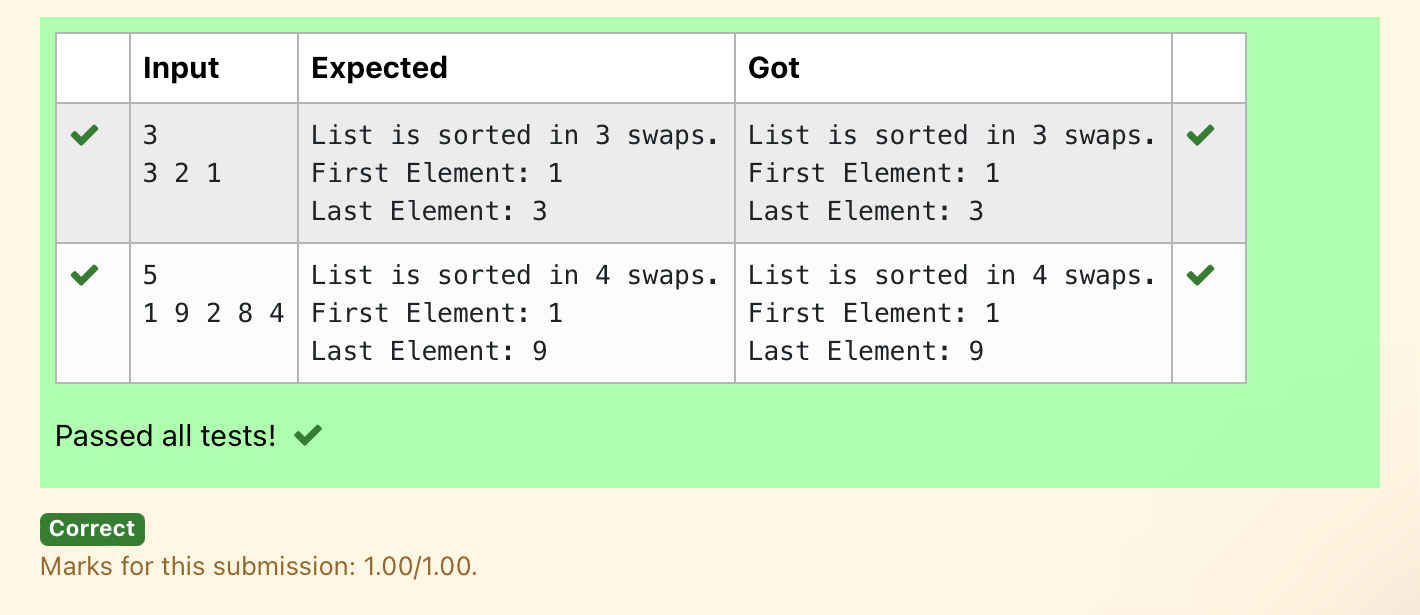 Input Expected Got
3 List is sorted in 3 swaps. List is sorted in 3 swaps.
3 2 1 First Element: 1 First Element: 1
Last Element: 3 Last Element: 3
5 List is sorted in 4 swaps. List is sorted in 4 swaps.
1 9 2 8 4 First Element: 1 First Element: 1
Last Element: 9 Last Element: 9
Passed all tests!
Correct
Marks for this submission: 1.00/1.00.